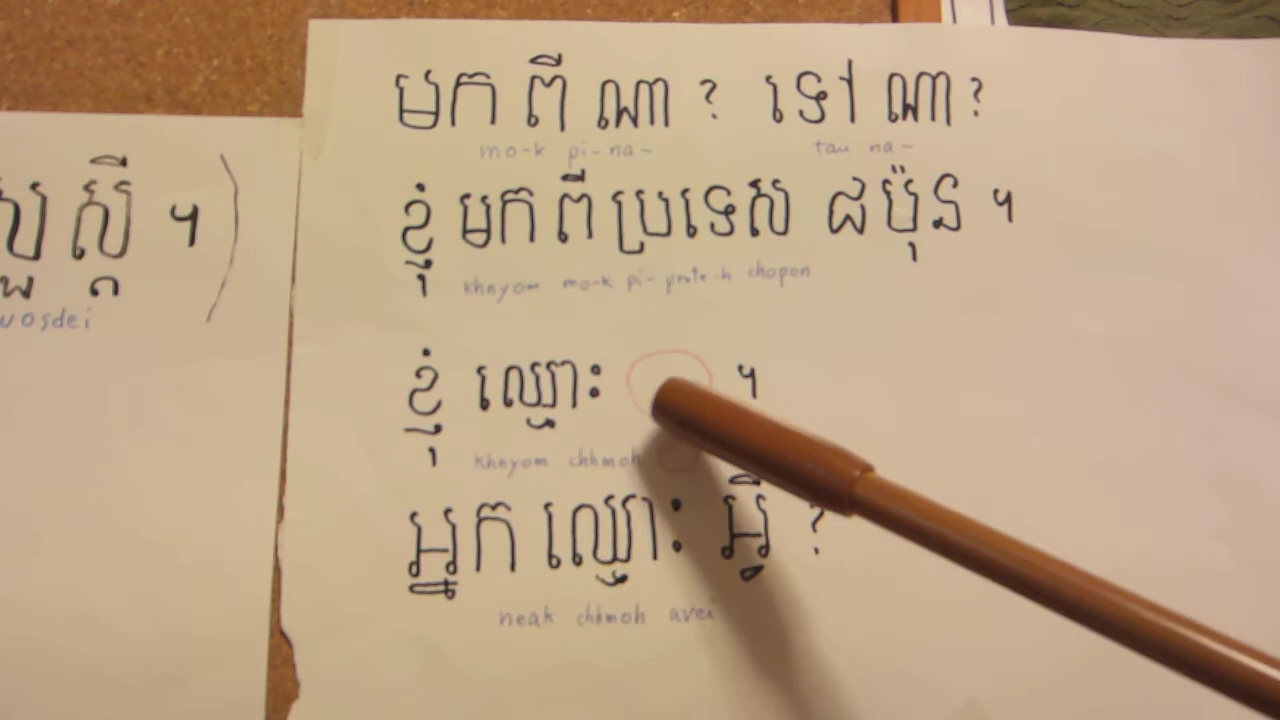 មក ពី ណា ? ទៅ ណា ?
mo-k pi-na- tau na-
ខ្ញុំ មក ពី ប្រទេស ជប៉ុន ។
khnyom mo-k pi- prote-h chopon
ខ្ញុំ ឈ្មោះ ។
khnyom chhmoh
អ្នក ឈ្មោះ អ្វី ?
neak chhmoh avei
សួស្ដី ។ )
uosdei